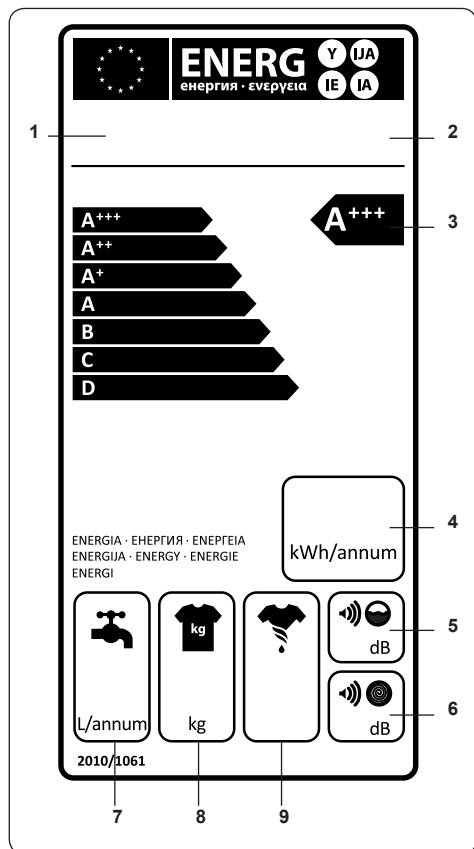 ENERG
енергия · ενεργεια
Y IJA
IE IA
1
2
A+++
3
A+++
A++
A+
A
B
C
D
4
kWh/annum
ENERGIA · ЕНЕРГИЯ · ΕΝΕΡΓΕΙΑ
ENERGIJA · ENERGY · ENERGIE
ENERGI
kg
5
dB
6
dB
L/annum
kg
2010/1061
7
8
9